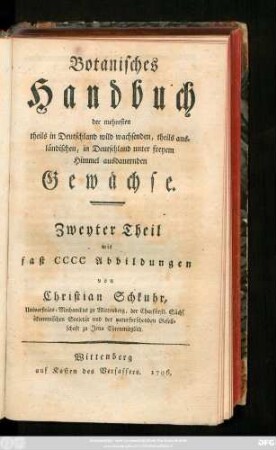 Botanisches
Handbuch
der mehresten
theils in Deutschland wild wachsenden, theils aus-
ländischen, in Deutschland unter freyem
Himmel ausdauernden
Gewächse.
Zweyter Theil
mit
fast CCCC Abbildungen
von
Christian Schkuhr,
Universitäts-Mechanikus zu Wittenberg, der Churfürstl. Sächs.
ökonomischen Societät und der naturforschenden Gesell-
schaft zu Jena Ehrenmitglied.
Wittenberg
auf Kosten des Verfassers. 1796.